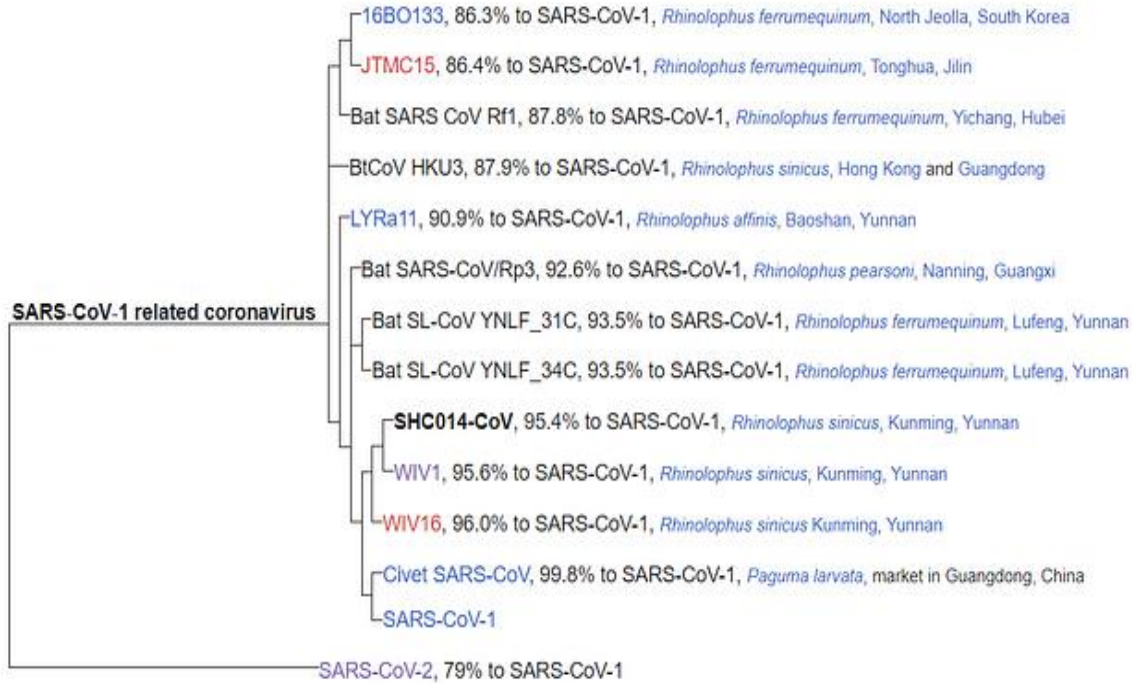 16BO133, 86.3% to SARS-CoV-1, Rhinolophus ferrumequinum, North Jeolla, South Korea
JTMC15, 86.4% to SARS-CoV-1, Rhinolophus ferrumequinum, Tonghua, Jilin
Bat SARS CoV Rf1, 87.8% to SARS-CoV-1, Rhinolophus ferrumequinum, Yichang, Hubei
BtCoV HKU3, 87.9% to SARS-CoV-1, Rhinolophus sinicus, Hong Kong and Guangdong
LYRa11, 90.9% to SARS-CoV-1, Rhinolophus affinis, Baoshan, Yunnan
Bat SARS-CoV/Rp3, 92.6% to SARS-CoV-1, Rhinolophus pearsoni, Nanning, Guangxi
SARS-CoV-1 related coronavirus
Bat SL-CoV YNLF_31C, 93.5% to SARS-CoV-1, Rhinolophus ferrumequinum, Lufeng, Yunnan
Bat SL-CoV YNLF_34C, 93.5% to SARS-CoV-1, Rhinolophus ferrumequinum, Lufeng, Yunnan
SHC014-CoV, 95.4% to SARS-CoV-1, Rhinolophus sinicus, Kunming, Yunnan
WIV1, 95.6% to SARS-CoV-1, Rhinolophus sinicus, Kunming, Yunnan
WIV16, 96.0% to SARS-CoV-1, Rhinolophus sinicus Kunming, Yunnan
Civet SARS-CoV, 99.8% to SARS-CoV-1, Paguma larvata, market in Guangdong, China
SARS-CoV-1
SARS-CoV-2, 79% to SARS-CoV-1